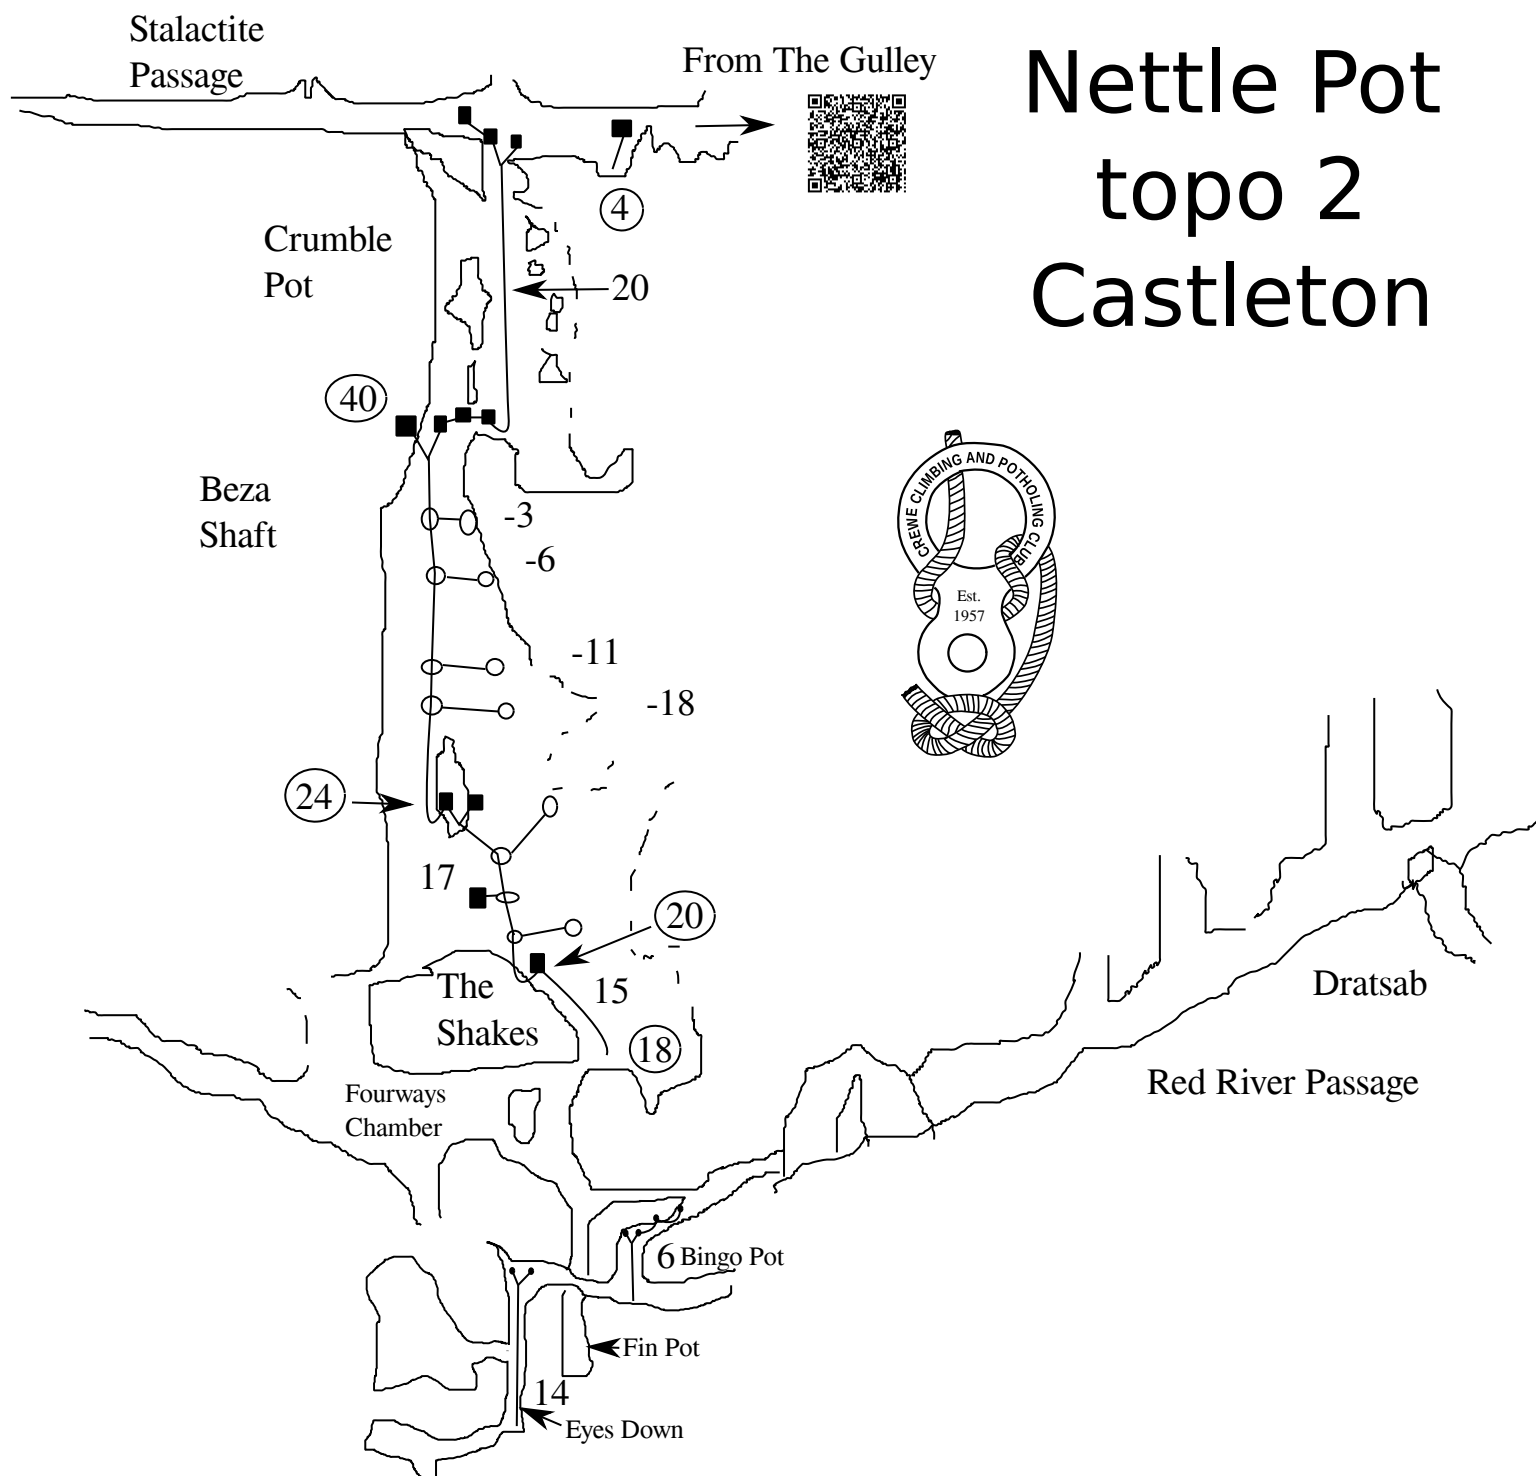 Stalactite
Passage
From The Gulley
Nettle Pot
topo 2
Castleton
4
Crumble
Pot
20
40
Beza
Shaft
-3
-6
-11
-18
CREWE CLIMBING AND POTHOLING CLUB
Est.
1957
24
17
20
15
The
Shakes
18
Dratsab
Red River Passage
Fourways
Chamber
6 Bingo Pot
Fin Pot
14
Eyes Down